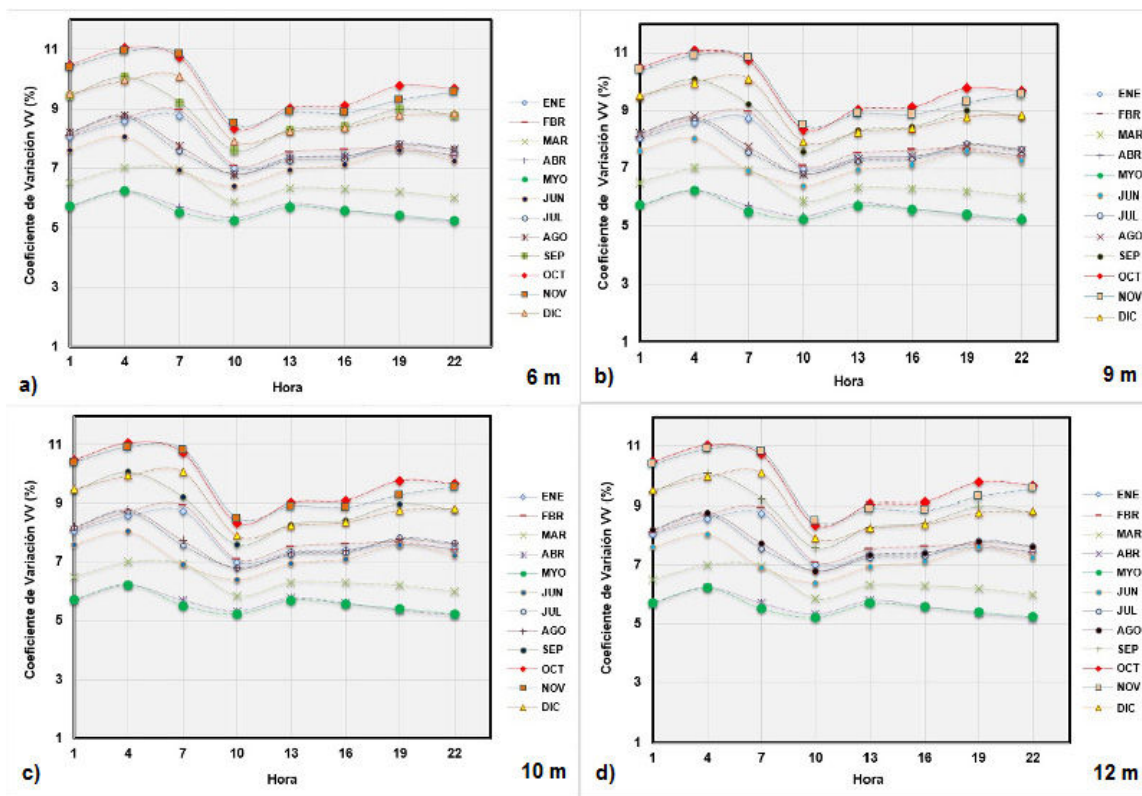 Coeficiente de Variación VV (%)
11
9
7
5
3
1
1 4 7 10 13 16 19 22
Hora
ENE
FBR
MAR
ABR
MYO
JUN
JUL
AGO
SEP
OCT
NOV
DIC
a)
6 m
Coeficiente de Variación VV (%)
11
9
7
5
3
1
1 4 7 10 13 16 19 22
Hora
ENE
FBR
MAR
ABR
MYO
JUN
JUL
AGO
SEP
OCT
NOV
DIC
b)
9 m
Coeficiente de Variación VV (%)
11
9
7
5
3
1
1 4 7 10 13 16 19 22
Hora
ENE
FBR
MAR
ABR
MYO
JUN
JUL
AGO
SEP
OCT
NOV
DIC
c)
10 m
Coeficiente de Variaión VV (%)
11
9
7
5
3
1
1 4 7 10 13 16 19 22
Hora
ENE
FBR
MAR
ABR
MYO
JUN
JUL
AGO
SEP
OCT
NOV
DIC
d)
12 m